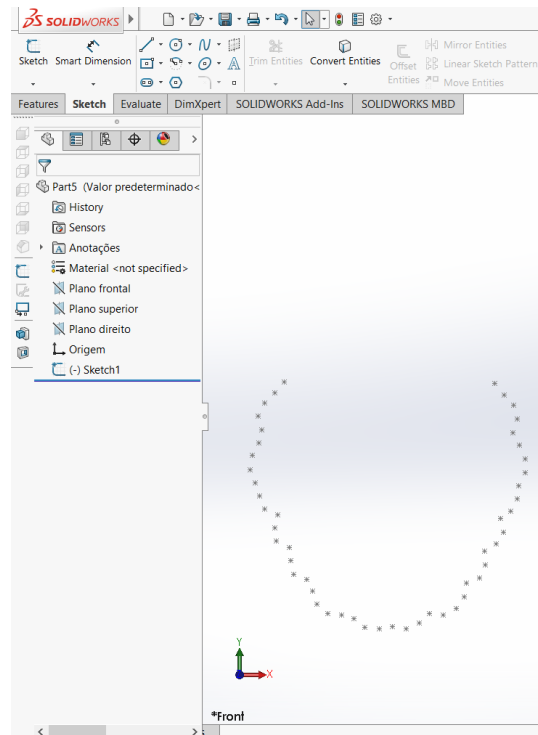 SOLIDWORKS
Sketch Smart Dimension Trim Entities Convert Entities Offset Entities Mirror Entities
Linear Sketch Pattern
Move Entities
Features Sketch Evaluate DimXpert SOLIDWORKS Add-Ins SOLIDWORKS MBD
Part5 (Valor predeterminado<
History
Sensors
Anotações
Material <not specified>
Plano frontal
Plano superior
Plano direito
Origem
(-) Sketch1
Y
X
*Front